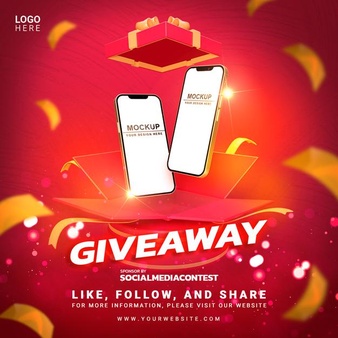 LOGO
HERE
MOCKUP
YOUR DESIGN HERE
MOCKUP
YOUR DESIGN HERE
GIVEAWAY
SPONSOR BY
SOCIALMEDIACONTEST
LIKE, FOLLOW, AND SHARE
FOR MORE INFORMATION, PLEASE VISIT OUR WEBSITE
WWW.YOURWEBSITE.COM